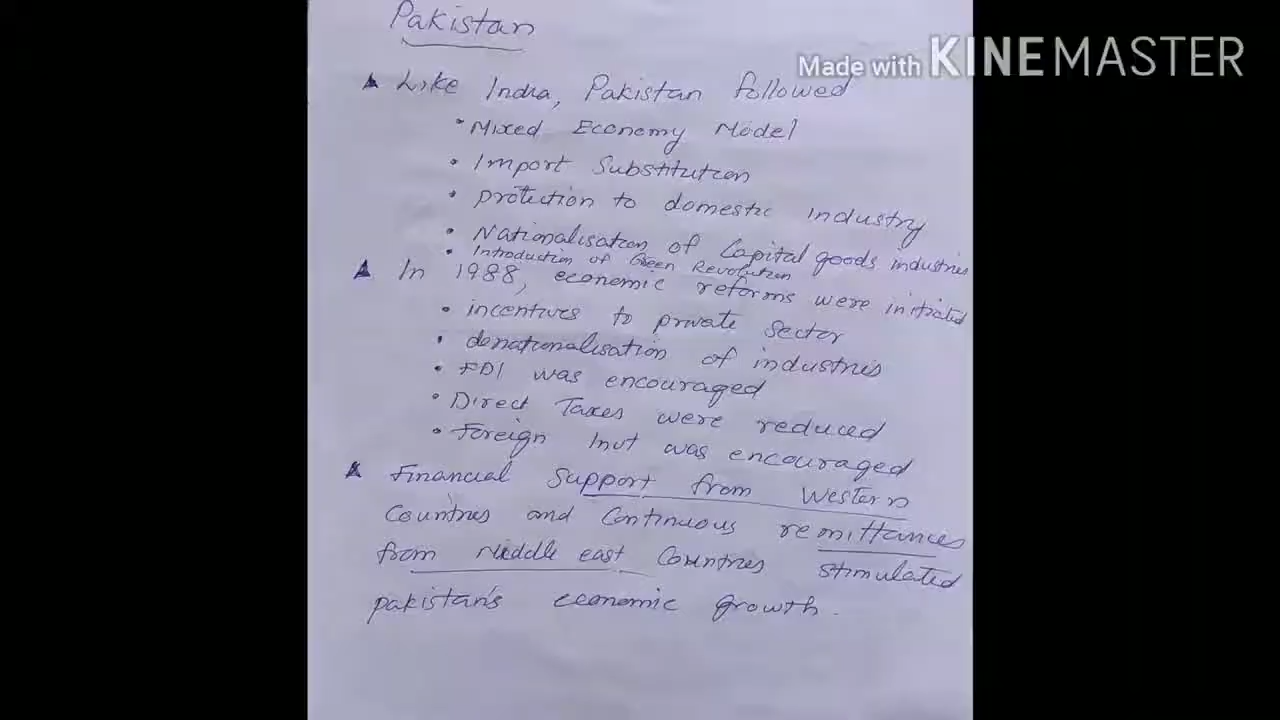 Pakistan
Made with KINEMASTER
▲ Like India, Pakistan followed
• Mixed Economy Model
• Import Substitution
• protection to domestic industry
• Nationalisation of Capital goods industries
• Introduction of Green Revolution
▲ In 1988, economic reforms were initiated
• incentives to private sector
• denationalisation of industries
• FDI was encouraged
• Direct Taxes were reduced
• Foreign Invt was encouraged
▲ Financial Support from Western
Countries and Continuous remittances
from Middle east Countries stimulated
pakistan's economic growth.